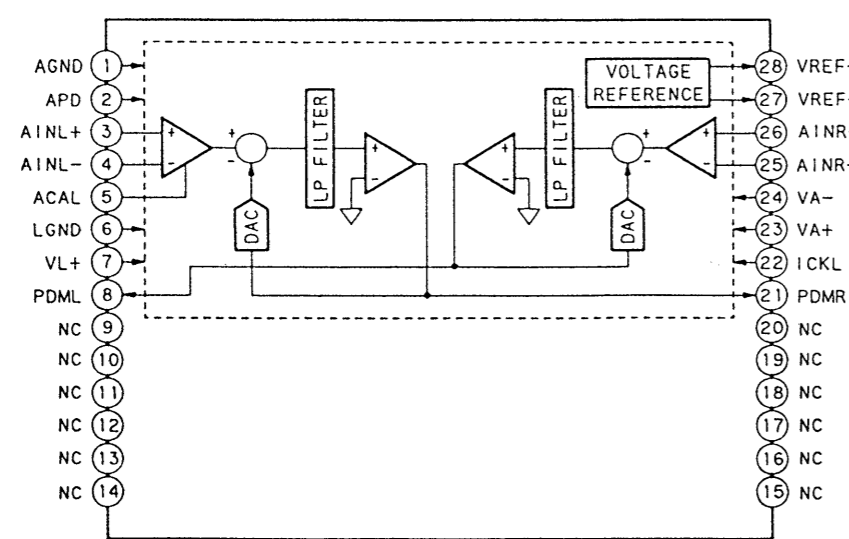 AGND 1
APD 2
AINL+ 3
AINL- 4
ACAL 5
LGND 6
VL+ 7
PDML 8
NC 9
NC 10
NC 11
NC 12
NC 13
NC 14
+
-
+
-
DAC
LP FILTER
+
-
VOLTAGE
REFERENCE
+
-
LP FILTER
+
-
DAC
+
-
28 VREF
27 VREF-
26 AINR
25 AINR-
24 VA-
23 VA+
22 ICKL
21 PDMR
20 NC
19 NC
18 NC
17 NC
16 NC
15 NC